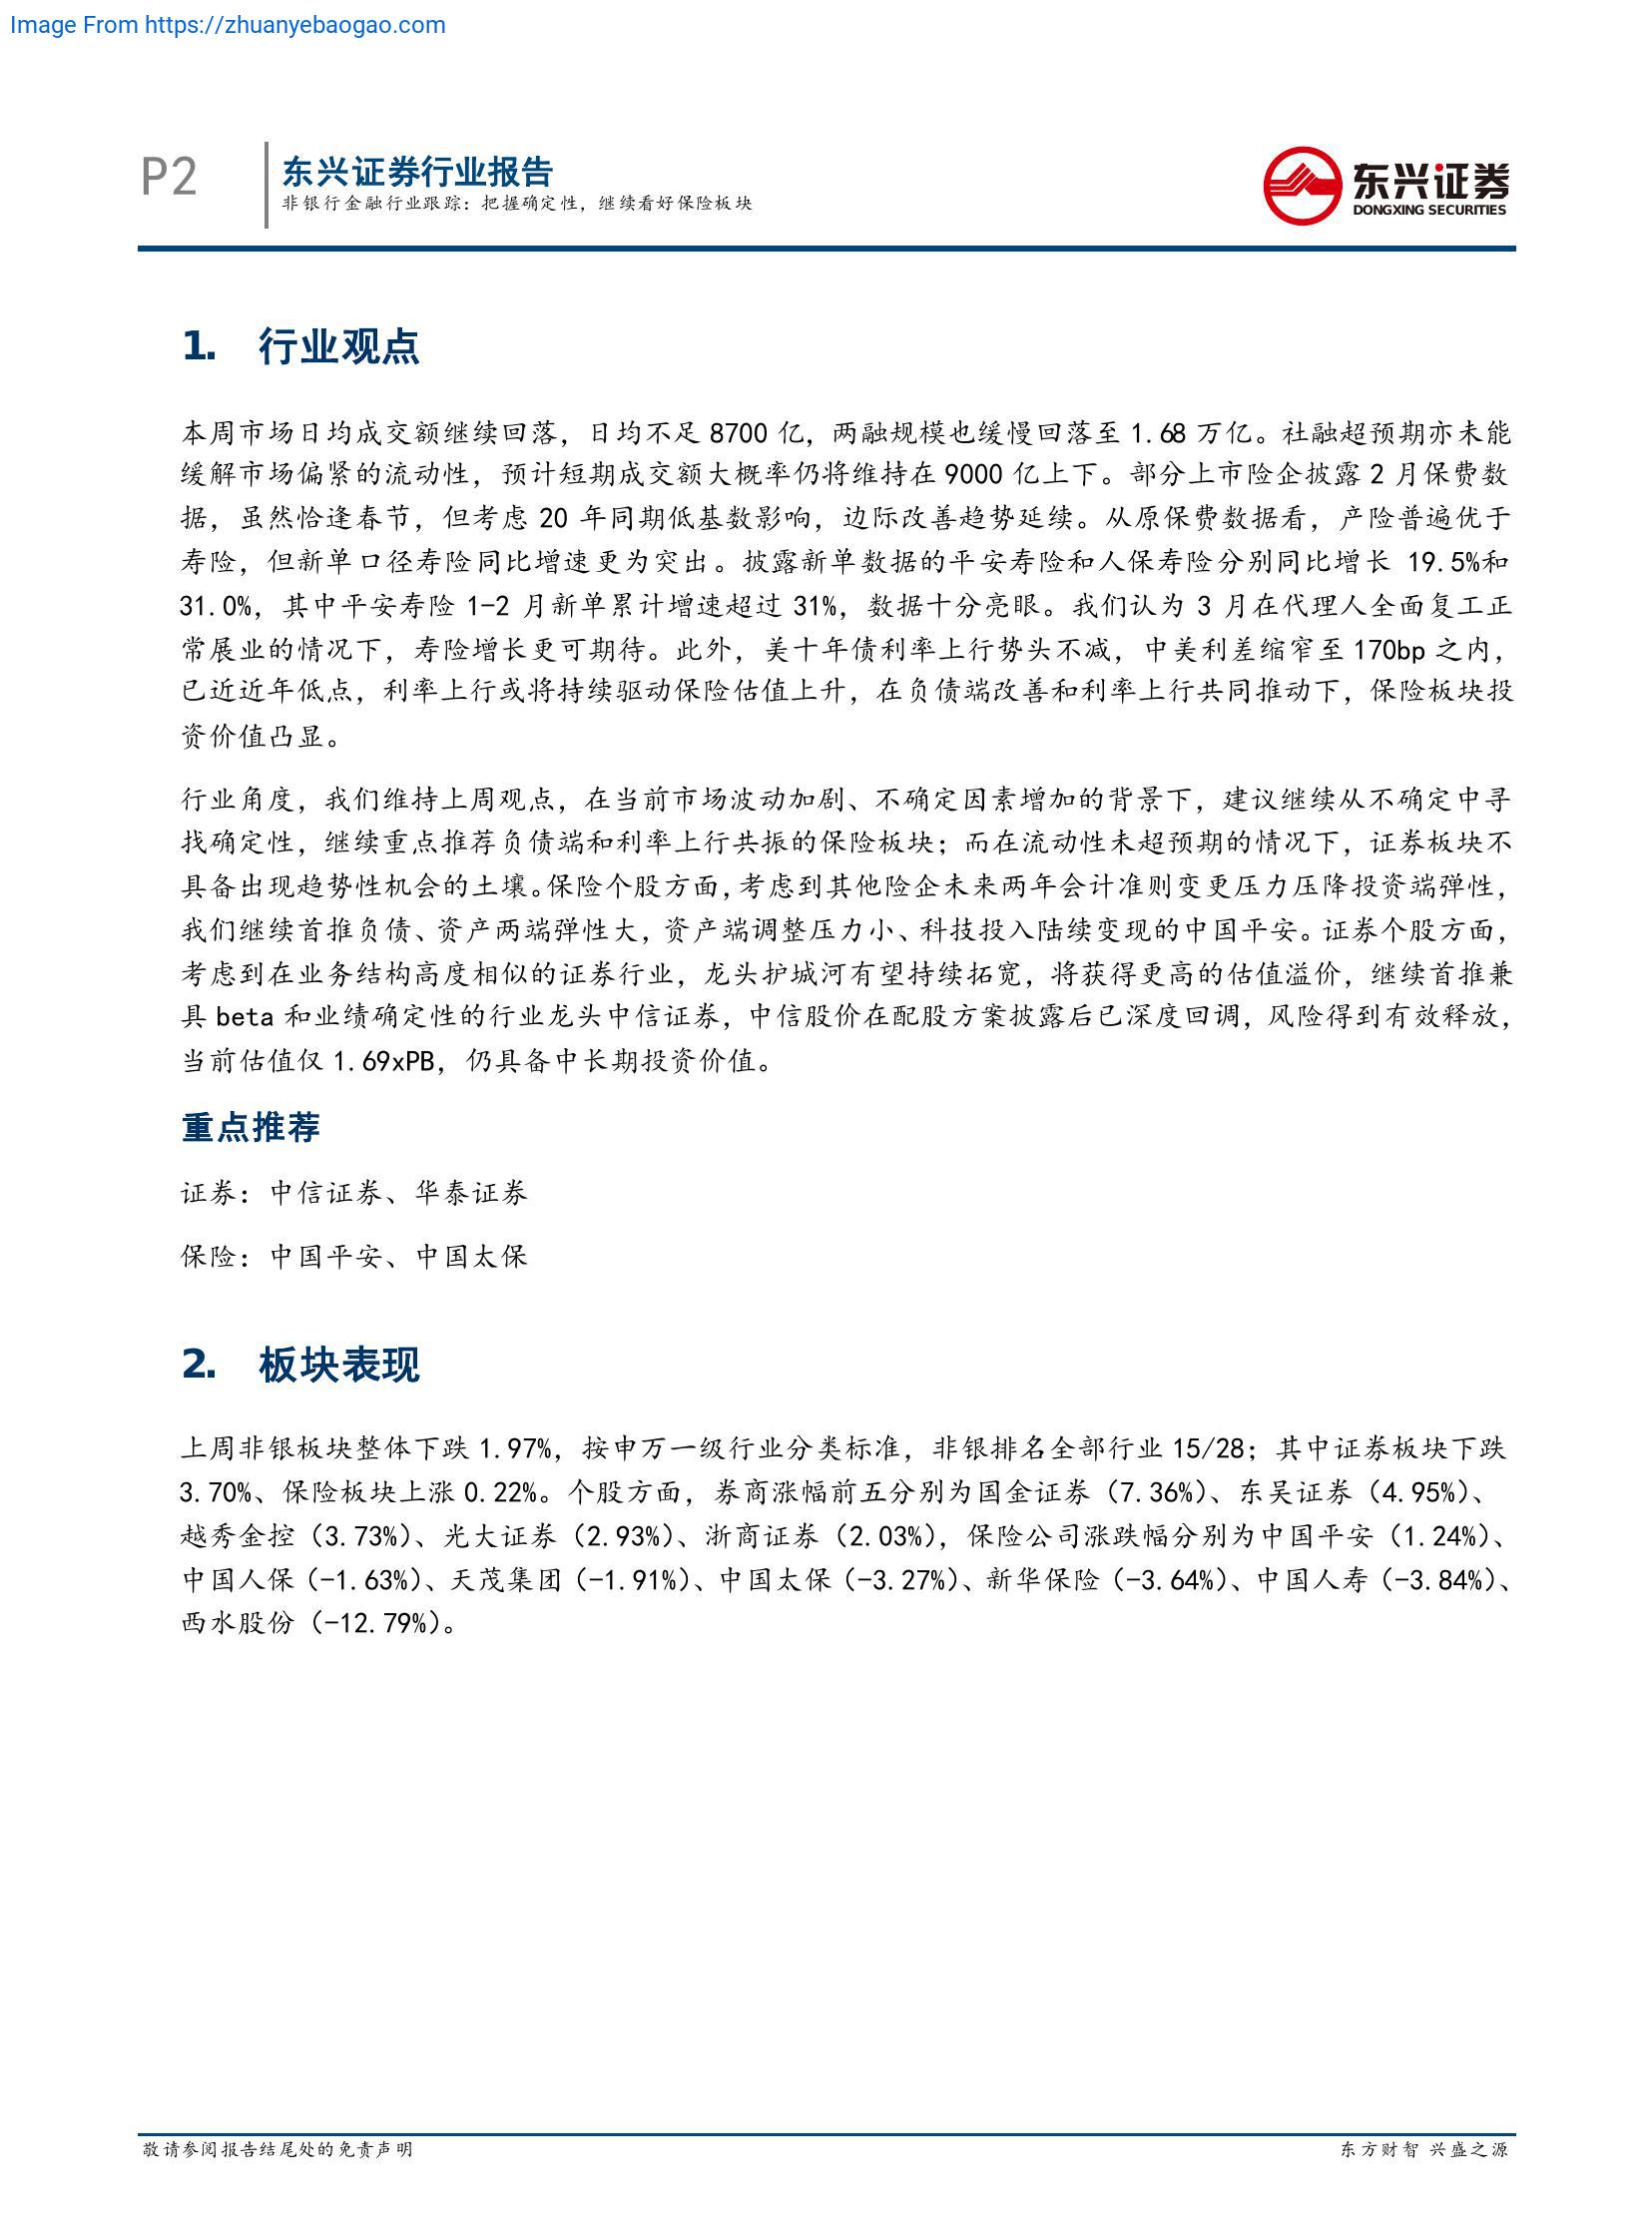 Image From https://zhuanyebaogao.com
P2
东兴证券行业报告
非银行金融行业跟踪：把握确定性，继续看好保险板块
东兴证券
DONGXING SECURITIES
1. 行业观点
本周市场日均成交额继续回落，日均不足 8700 亿，两融规模也缓慢回落至 1.68 万亿。社融超预期亦未能
缓解市场偏紧的流动性，预计短期成交额大概率仍将维持在 9000 亿上下。部分上市险企披露 2 月保费数
据，虽然恰逢春节，但考虑 20 年同期低基数影响，边际改善趋势延续。从原保费数据看，产险普遍优于
寿险，但新单口径寿险同比增速更为突出。披露新单数据的平安寿险和人保寿险分别同比增长 19.5%和
31.0%，其中平安寿险 1-2 月新单累计增速超过 31%，数据十分亮眼。我们认为 3 月在代理人全面复工正
常展业的情况下，寿险增长更可期待。此外，美十年债利率上行势头不减，中美利差缩窄至 170bp 之内，
已近近年低点，利率上行或将持续驱动保险估值上升，在负债端改善和利率上行共同推动下，保险板块投
资价值凸显。
行业角度，我们维持上周观点，在当前市场波动加剧、不确定因素增加的背景下，建议继续从不确定中寻
找确定性，继续重点推荐负债端和利率上行共振的保险板块；而在流动性未超预期的情况下，证券板块不
具备出现趋势性机会的土壤。保险个股方面，考虑到其他险企未来两年会计准则变更压力压降投资端弹性，
我们继续首推负债、资产两端弹性大，资产端调整压力小、科技投入陆续变现的中国平安。证券个股方面，
考虑到在业务结构高度相似的证券行业，龙头护城河有望持续拓宽，将获得更高的估值溢价，继续首推兼
具 beta 和业绩确定性的行业龙头中信证券，中信股价在配股方案披露后已深度回调，风险得到有效释放，
当前估值仅 1.69xPB，仍具备中长期投资价值。
重点推荐
证券：中信证券、华泰证券
保险：中国平安、中国太保
2. 板块表现
上周非银板块整体下跌 1.97%，按申万一级行业分类标准，非银排名全部行业 15/28；其中证券板块下跌
3.70%、保险板块上涨 0.22%。个股方面，券商涨幅前五分别为国金证券（7.36%）、东吴证券（4.95%）、
越秀金控（3.73%）、光大证券（2.93%）、浙商证券（2.03%），保险公司涨跌幅分别为中国平安（1.24%）、
中国人保（-1.63%）、天茂集团（-1.91%）、中国太保（-3.27%）、新华保险（-3.64%）、中国人寿（-3.84%）、
西水股份（-12.79%）。
敬请参阅报告结尾处的免责声明
东方财智 兴盛之源